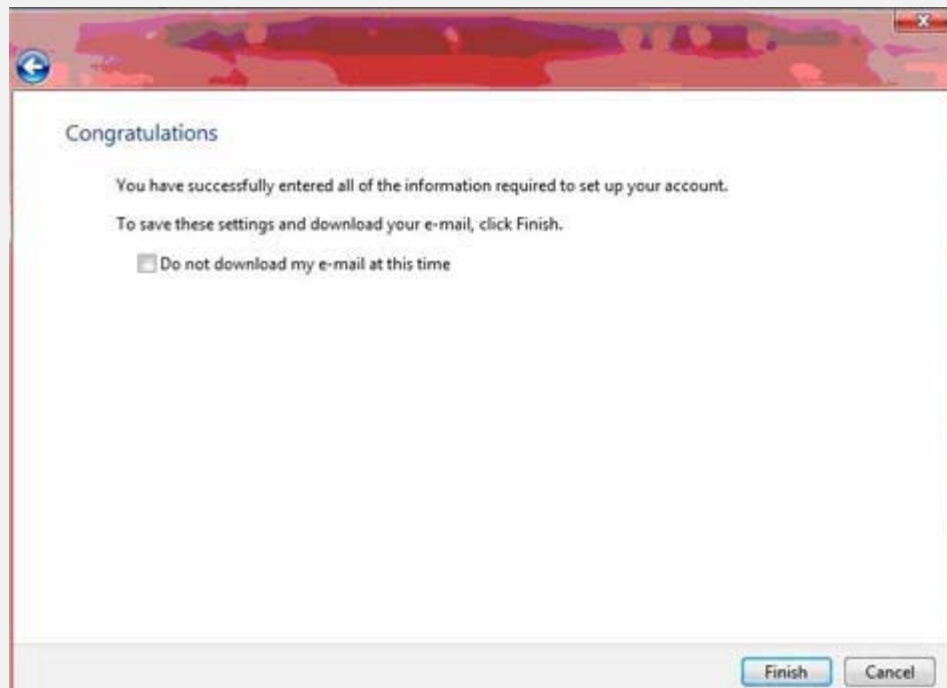 Congratulations
You have successfully entered all of the information required to set up your account.
To save these settings and download your e-mail, click Finish.
Do not download my e-mail at this time
Finish
Cancel